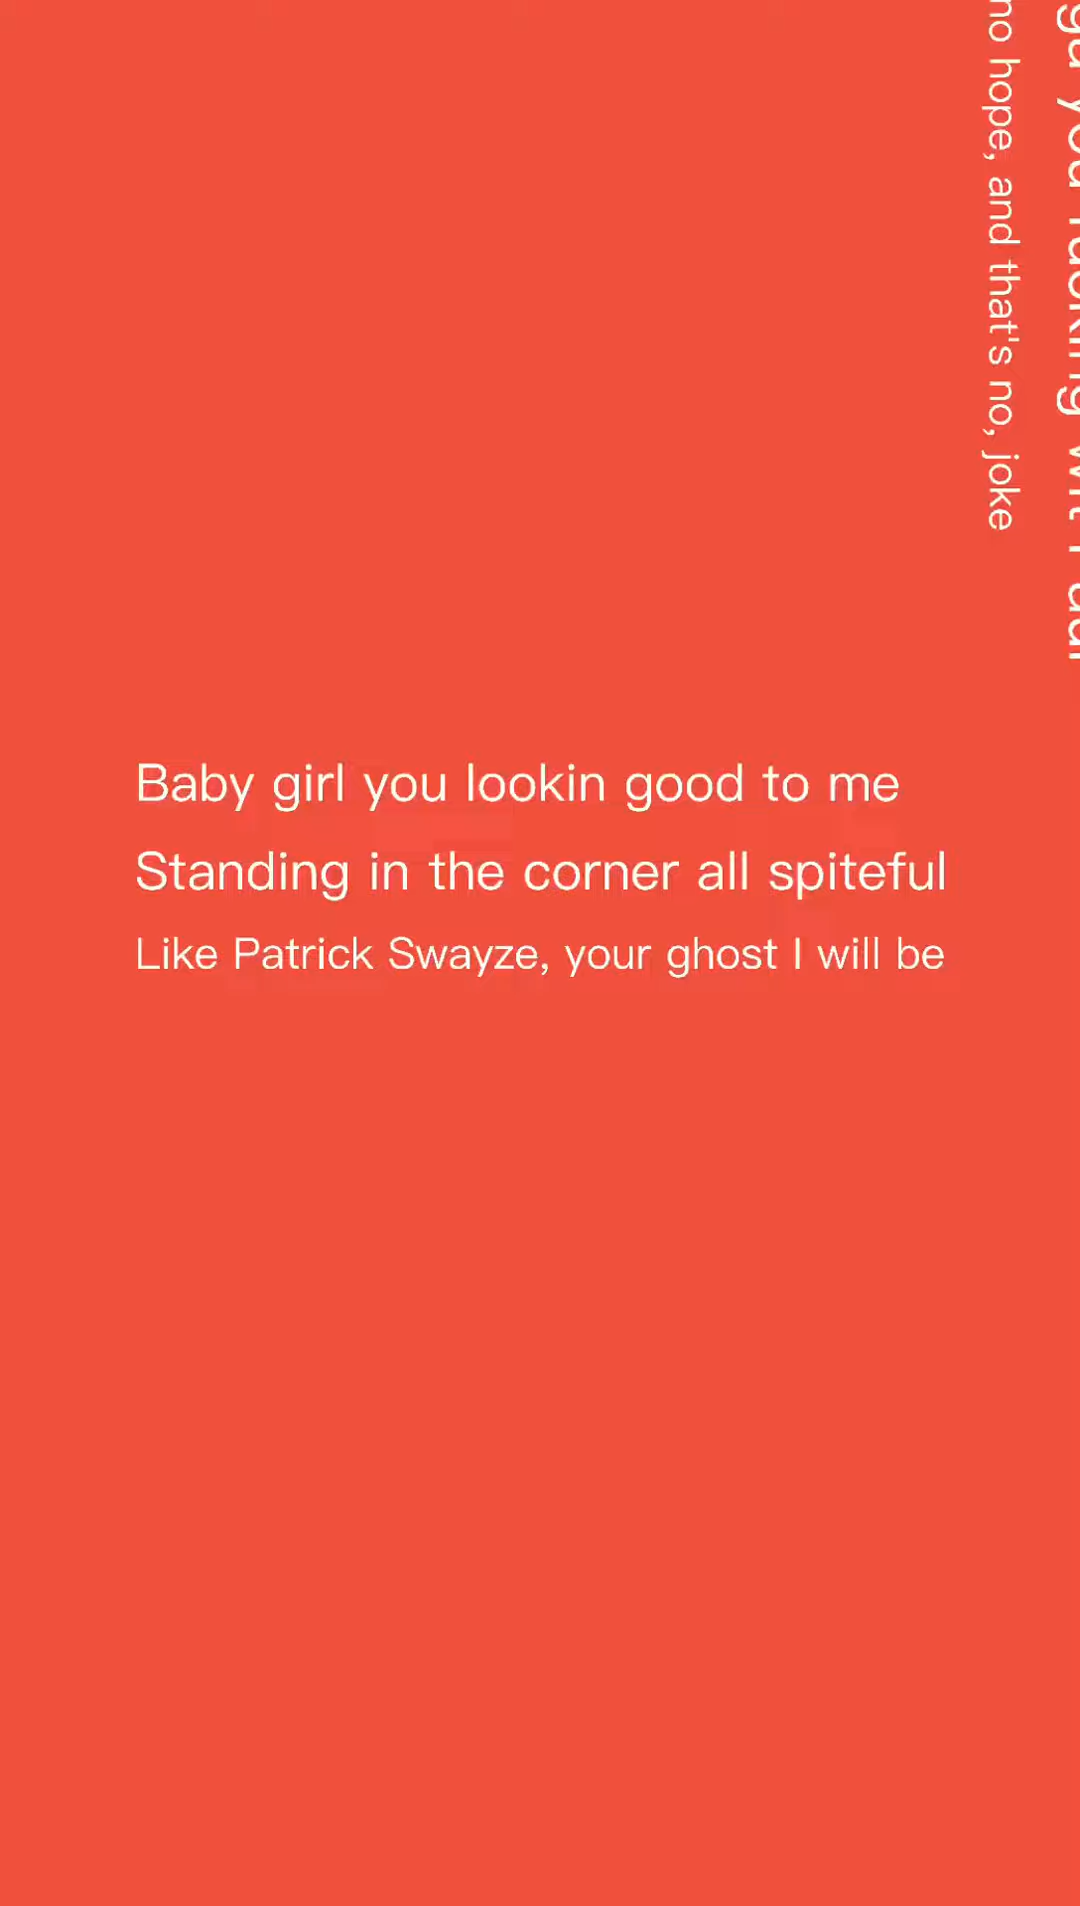 no hope, and that's no, joke
Baby girl you lookin good to me
Standing in the corner all spiteful
Like Patrick Swayze, your ghost I will be